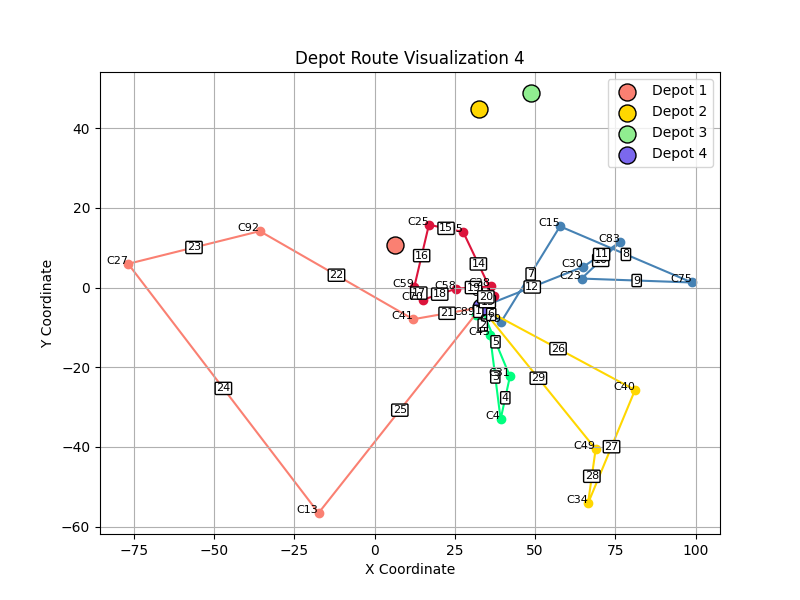 Depot Route Visualization 4
Depot 1
Depot 2
Depot 3
Depot 4
Y Coordinate
40
20
0
−20
−40
−60
C25
15
C15
C83
C92
23
14
11
8
C27
22
16
C30
7
C23
9
C75
C59
17
18
C58
19
12
20
C41
21
C89
C79
C45
5
26
C31
3
4
29
C40
24
25
C4
C49
27
28
C34
C13
−75
−50
−25
0
25
50
75
100
X Coordinate